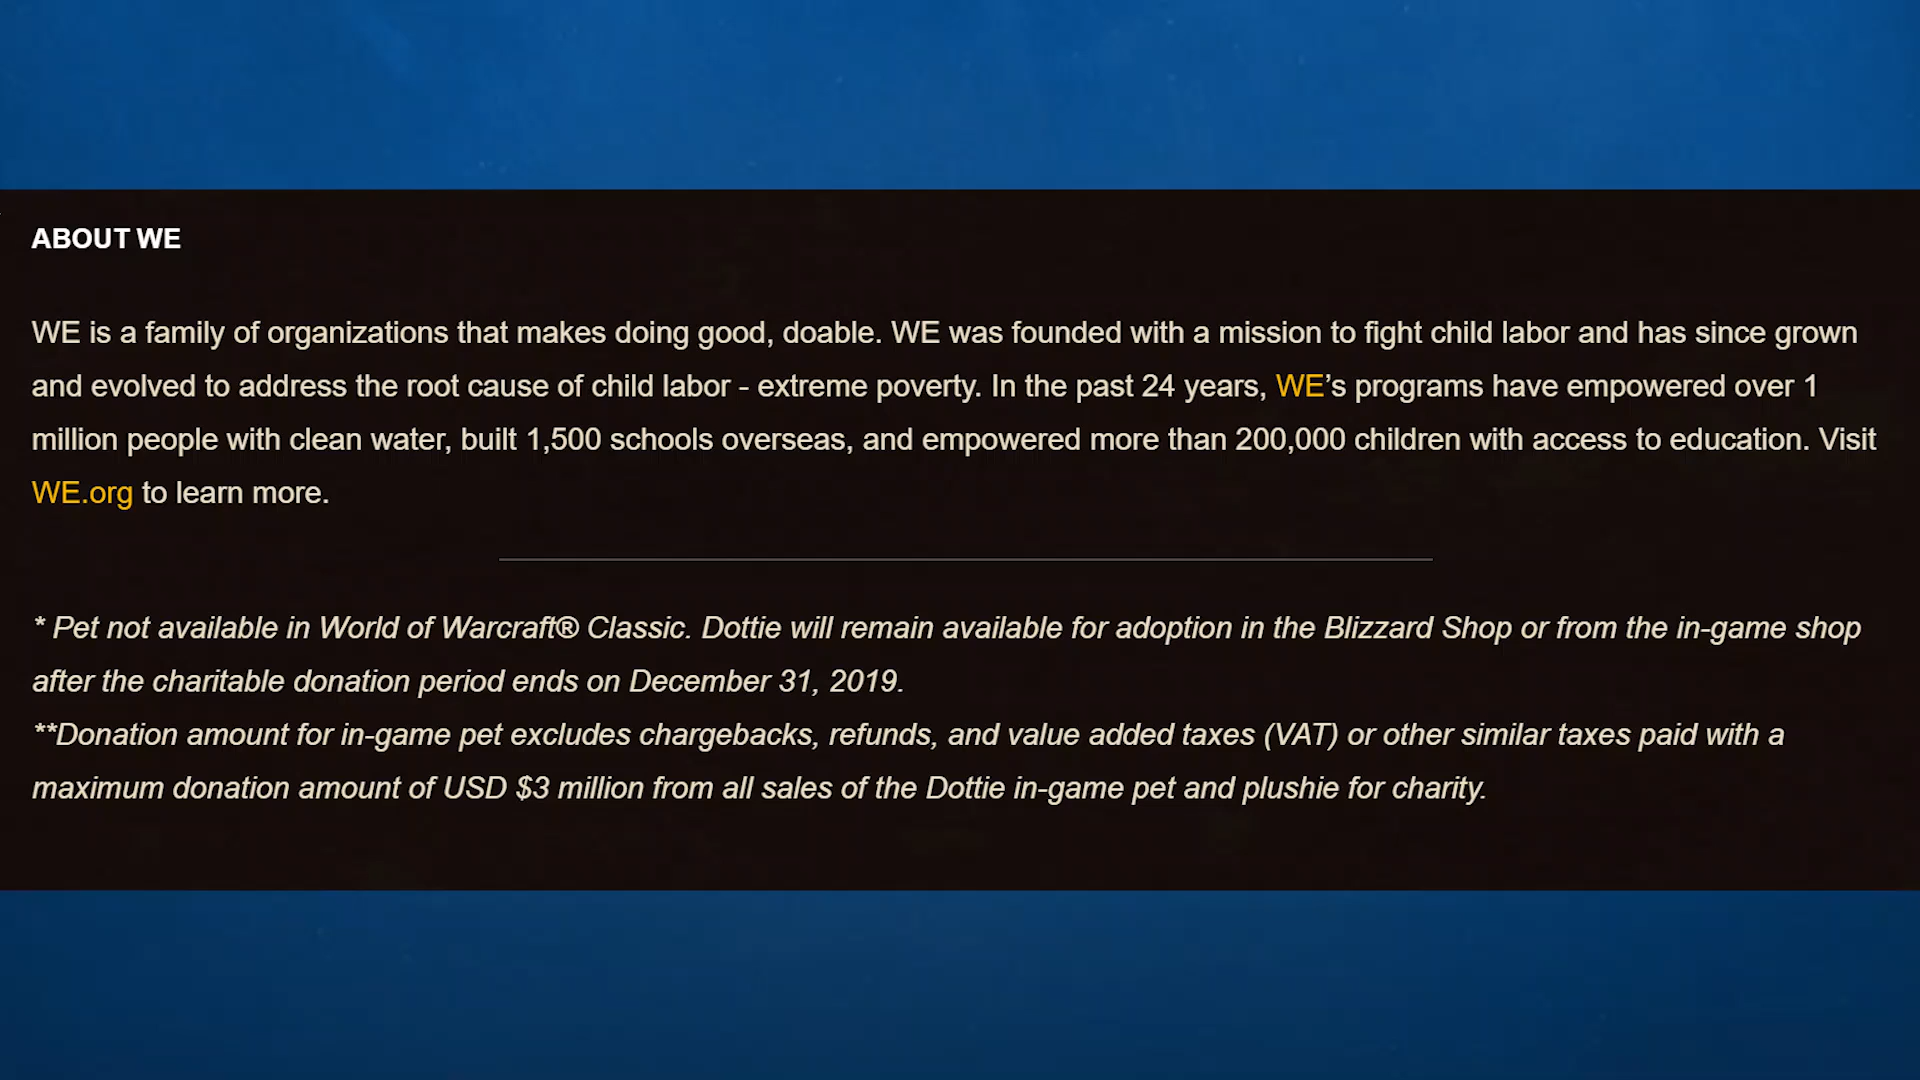 ABOUT WE
WE is a family of organizations that makes doing good, doable. WE was founded with a mission to fight child labor and has since grown
and evolved to address the root cause of child labor - extreme poverty. In the past 24 years, WE’s programs have empowered over 1
million people with clean water, built 1,500 schools overseas, and empowered more than 200,000 children with access to education. Visit
WE.org to learn more.
* Pet not available in World of Warcraft® Classic. Dottie will remain available for adoption in the Blizzard Shop or from the in-game shop
after the charitable donation period ends on December 31, 2019.
**Donation amount for in-game pet excludes chargebacks, refunds, and value added taxes (VAT) or other similar taxes paid with a
maximum donation amount of USD $3 million from all sales of the Dottie in-game pet and plushie for charity.